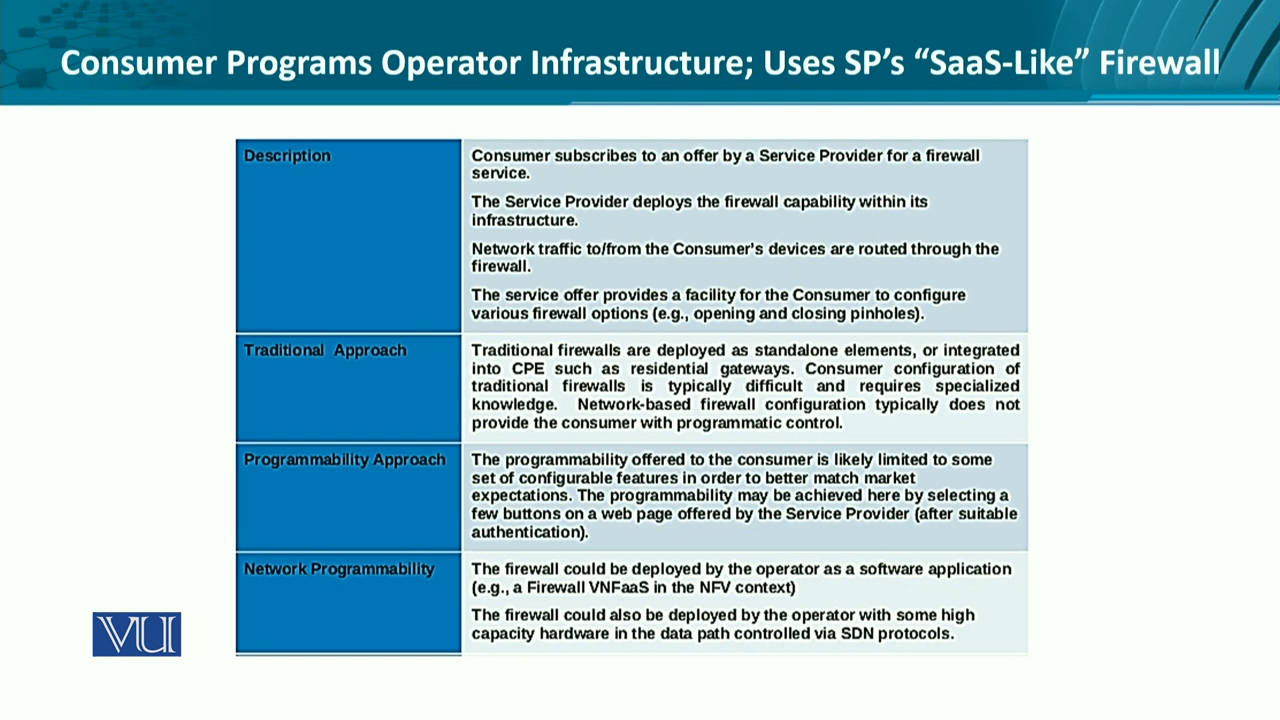 Consumer Programs Operator Infrastructure; Uses SP’s “SaaS-Like” Firewall
Description
Consumer subscribes to an offer by a Service Provider for a firewall
service.
The Service Provider deploys the firewall capability within its
infrastructure.
Network traffic to/from the Consumer's devices are routed through the
firewall.
The service offer provides a facility for the Consumer to configure
various firewall options (e.g., opening and closing pinholes).
Traditional Approach
Traditional firewalls are deployed as standalone elements, or integrated
into CPE such as residential gateways. Consumer configuration of
traditional firewalls is typically difficult and requires specialized
knowledge. Network-based firewall configuration typically does not
provide the consumer with programmatic control.
Programmability Approach
The programmability offered to the consumer is likely limited to some
set of configurable features in order to better match market
expectations. The programmability may be achieved here by selecting a
few buttons on a web page offered by the Service Provider (after suitable
authentication).
Network Programmability
The firewall could be deployed by the operator as a software application
(e.g., a Firewall VNFaaS in the NFV context)
The firewall could also be deployed by the operator with some high
capacity hardware in the data path controlled via SDN protocols.
VU